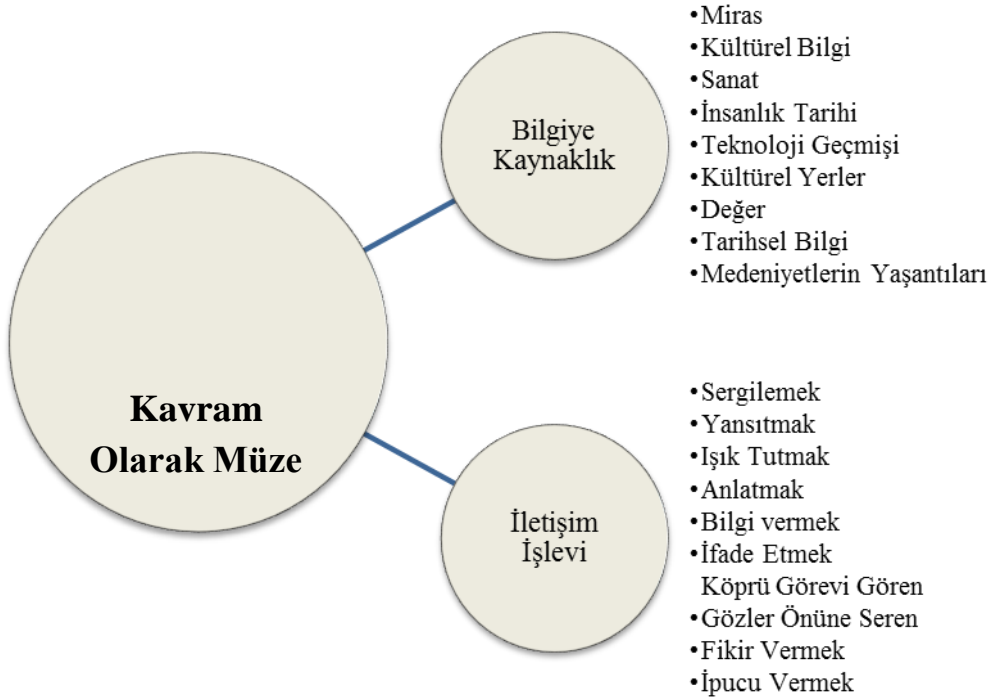 Kavram
Olarak Müze
Bilgiye
Kaynaklık
•Miras
•Kültürel Bilgi
•Sanat
•İnsanlık Tarihi
•Teknoloji Geçmişi
•Kültürel Yerler
•Değer
•Tarihsel Bilgi
•Medeniyetlerin Yaşantıları
İletişim
İşlevi
•Sergilemek
•Yansıtmak
•Işık Tutmak
•Anlatmak
•Bilgi vermek
•İfade Etmek
Köprü Görevi Gören
•Gözler Önüne Seren
•Fikir Vermek
•İpucu Vermek